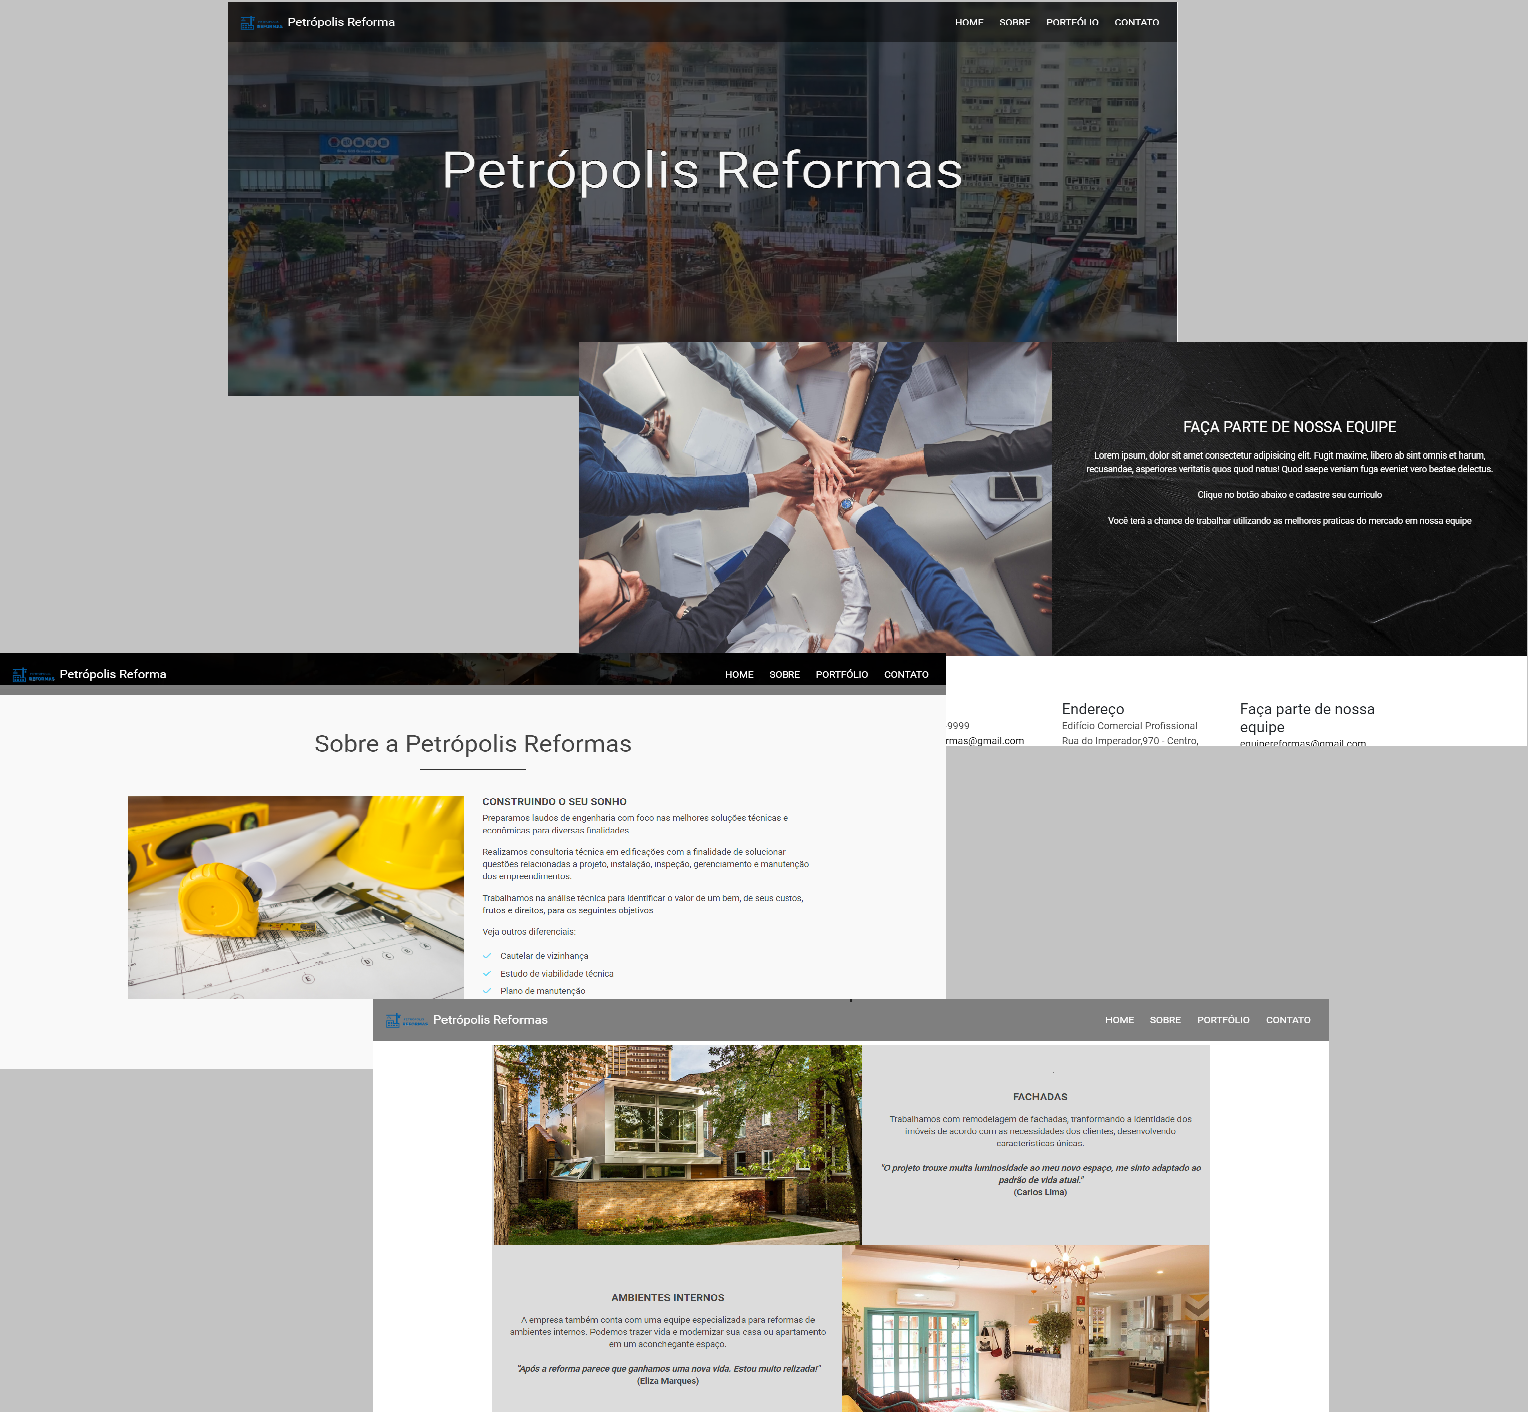 REFORMAS Petrópolis Reforma
HOME SOBRE PORTFÓLIO CONTATO
Petrópolis Reformas
FAÇA PARTE DE NOSSA EQUIPE
Lorem ipsum, dolor sit amet consectetur adipisicing elit. Fugit maxime, libero ab sint omnis et harum,
recusandae, asperiores veritatis quos quod natus! Quod saepe veniam fuga eveniet vero beatae delectus.
Clique no botão abaixo e cadastre seu curriculo
Você terá a chance de trabalhar utilizando as melhores praticas do mercado em nossa equipe
-9999
rmas@gmail.com
Endereço
Edifício Comercial Profissional
Rua do Imperador,970 - Centro,
Faça parte de nossa
equipe
equipereformas@gmail.com
REFORMAS Petrópolis Reforma
HOME SOBRE PORTFÓLIO CONTATO
Sobre a Petrópolis Reformas
CONSTRUINDO O SEU SONHO
Preparamos laudos de engenharia com foco nas melhores soluções técnicas e
econômicas para diversas finalidades
Realizamos consultoria técnica em edificações com a finalidade de solucionar
questões relacionadas a projeto, instalação, inspeção, gerenciamento e manutenção
dos empreendimentos.
Trabalhamos na análise técnica para identificar o valor de um bem, de seus custos,
frutos e direitos, para os seguintes objetivos
Veja outros diferenciais:
Cautelar de vizinhança
Estudo de viabilidade técnica
Plano de manutenção
REFORMAS Petrópolis Reformas
HOME SOBRE PORTFÓLIO CONTATO
FACHADAS
Trabalhamos com remodelagem de fachadas, tranformando a identidade dos
imóveis de acordo com as necessidades dos clientes, desenvolvendo
características únicas.
"O projeto trouxe muita luminosidade ao meu novo espaço, me sinto adaptado ao
padrão de vida atual."
(Carlos Lima)
AMBIENTES INTERNOS
A empresa também conta com uma equipe especializada para reformas de
ambientes internos. Podemos trazer vida e modernizar sua casa ou apartamento
em um aconchegante espaço.
"Após a reforma parece que ganhamos uma nova vida. Estou muito relizada!"
(Eliza Marques)